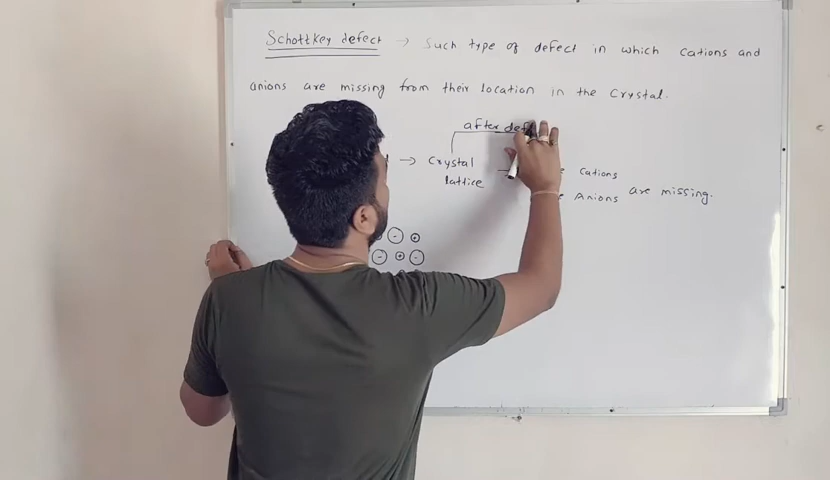 Schottkey defect → Such type of defect in which cations and
anions are missing from their location in the crystal.
after def
→ crystal
lattice
cations
Anions are missing.
- +
- + -